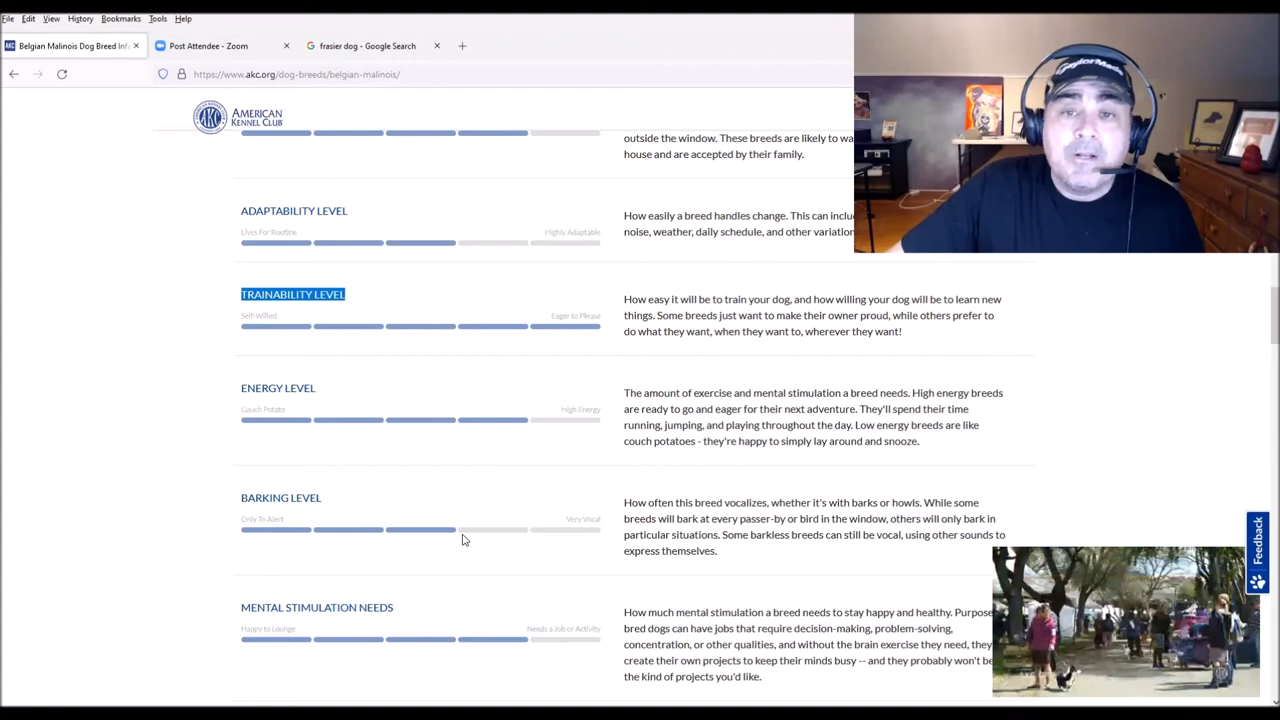 File Edit View History Bookmarks Tools Help
AKC Belgian Malinois Dog Breed Inf
Post Attendee - Zoom
frasier dog - Google Search
https://www.akc.org/dog-breeds/belgian-malinois/
AKC AMERICAN
KENNEL CLUB
outside the window. These breeds are likely to wa
house and are accepted by their family.
ADAPTABILITY LEVEL
Lives For Routine Highly Adaptable
How easily a breed handles change. This can inclu
noise, weather, daily schedule, and other variation
TRAINABILITY LEVEL
Self-Willed Eager to Please
How easy it will be to train your dog, and how willing your dog will be to learn new
things. Some breeds just want to make their owner proud, while others prefer to
do what they want, when they want to, wherever they want!
ENERGY LEVEL
Couch Potato High Energy
The amount of exercise and mental stimulation a breed needs. High energy breeds
are ready to go and eager for their next adventure. They'll spend their time
running, jumping, and playing throughout the day. Low energy breeds are like
couch potatoes - they're happy to simply lay around and snooze.
BARKING LEVEL
Only To Alert Very Vocal
How often this breed vocalizes, whether it's with barks or howls. While some
breeds will bark at every passer-by or bird in the window, others will only bark in
particular situations. Some barkless breeds can still be vocal, using other sounds to
express themselves.
MENTAL STIMULATION NEEDS
Happy to Lounge Needs a Job or Activity
How much mental stimulation a breed needs to stay happy and healthy. Purpose
bred dogs can have jobs that require decision-making, problem-solving,
concentration, or other qualities, and without the brain exercise they need, they
create their own projects to keep their minds busy -- and they probably won't be
the kind of projects you'd like.
Feedback
TaylorMade